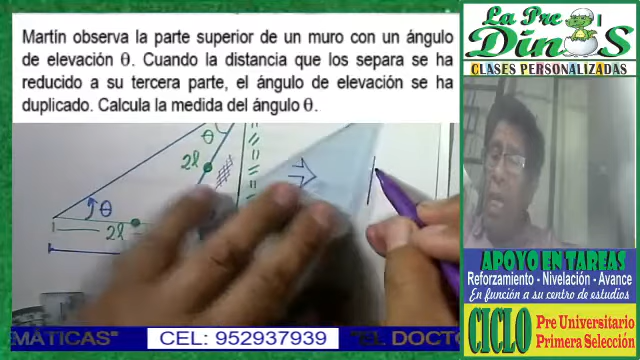 Martín observa la parte superior de un muro con un ángulo
de elevación θ. Cuando la distancia que los separa se ha
reducido a su tercera parte, el ángulo de elevación se ha
duplicado. Calcula la medida del ángulo θ.
La Pre
DinoS
CLASES PERSONALIZADAS
θ
2l
θ
2l
APOYO EN TAREAS
Reforzamiento - Nivelación - Avance
En función a su centro de estudios
CICLO Pre Universitario
Primera Selección
MÁTICAS"
CEL: 952937939
"EL DOCTO